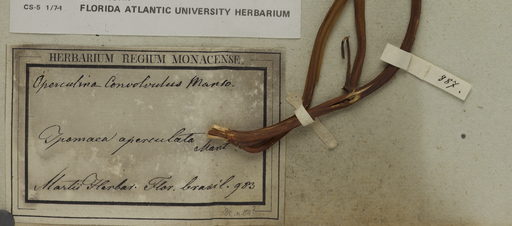 CS-5 1/74 FLORIDA ATLANTIC UNIVERSITY HERBARIUM
HERBARIUM REGIUM MONACENSE.
Operculina Convolvulus Manso.
Ipomaea operculata
Mart
Martii Herbar. Flor. brasil. 983
887.